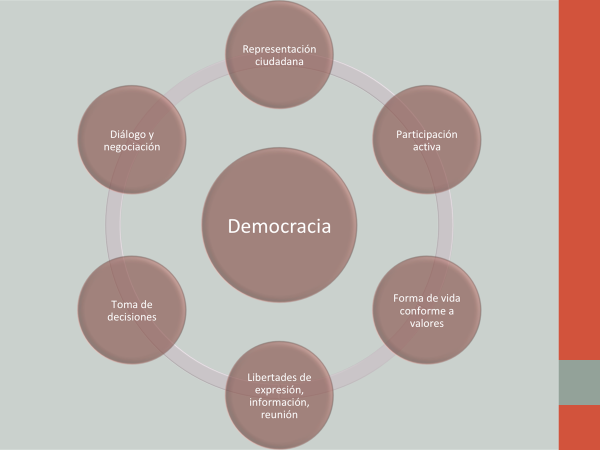 Representación
ciudadana
Participación
activa
Forma de vida
conforme a
valores
Libertades de
expresión,
información,
reunión
Toma de
decisiones
Diálogo y
negociación
Democracia